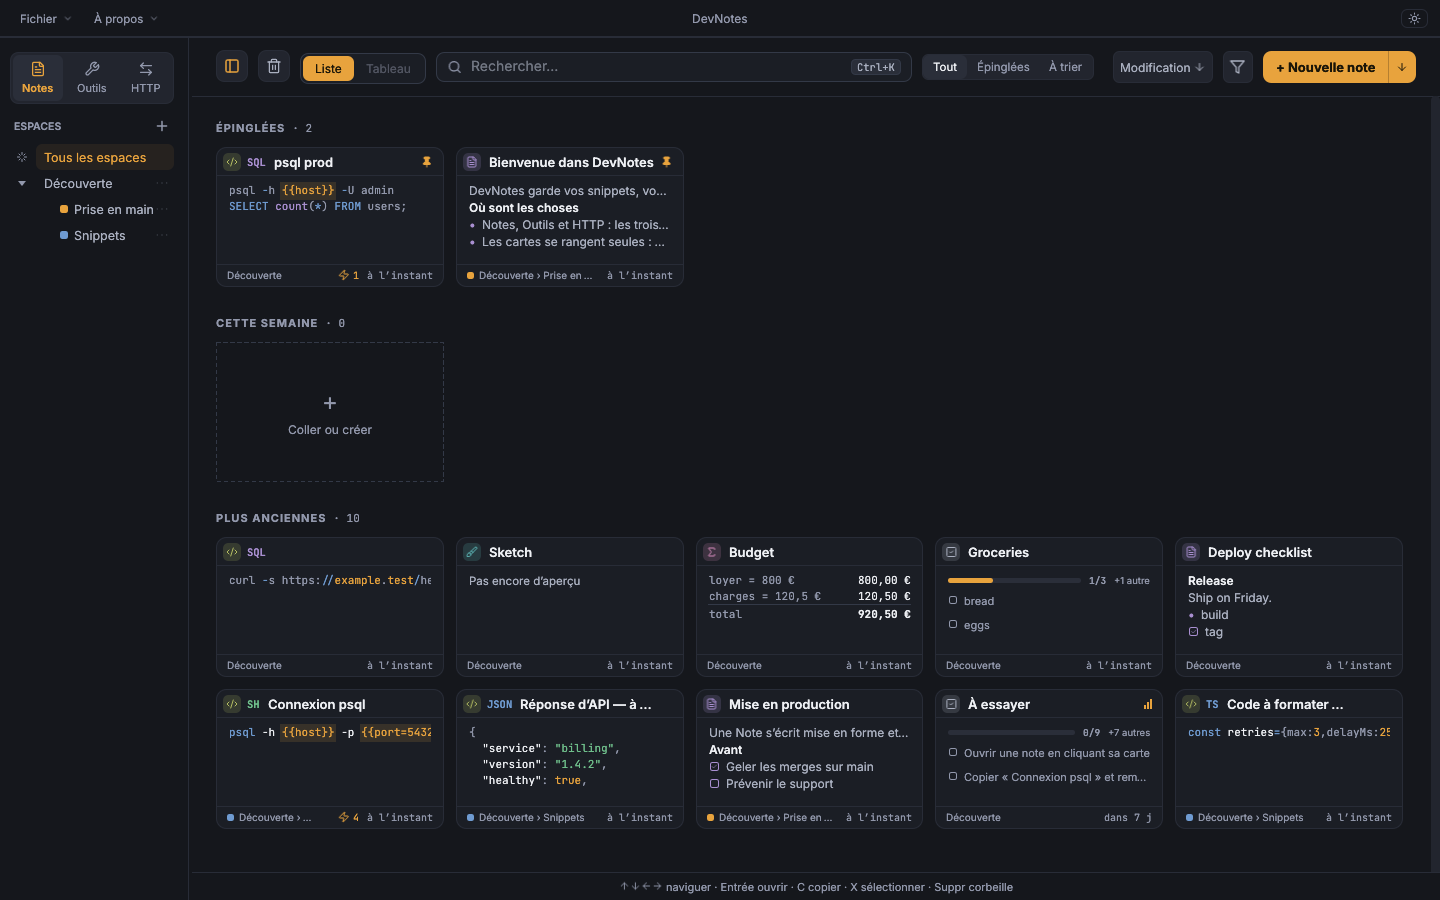 Fichier
À propos
DevNotes
Notes
Outils
HTTP
Liste
Tableau
Rechercher...
Ctrl+K
Tout
Épinglées
À trier
Modification ↓
+ Nouvelle note
↓
ESPACES
+
Tous les espaces
Découverte
...
Prise en main
...
Snippets
...
ÉPINGLÉES · 2
SQL psql prod
psql -h {{host}} -U admin
SELECT count(*) FROM users;
Découverte
1
à l’instant
Bienvenue dans DevNotes
DevNotes garde vos snippets, vo...
Où sont les choses
• Notes, Outils et HTTP : les trois...
• Les cartes se rangent seules : ...
Découverte › Prise en ...
à l’instant
CETTE SEMAINE · 0
+
Coller ou créer
PLUS ANCIENNES · 10
SQL
curl -s https://example.test/he
Découverte
à l’instant
Sketch
Pas encore d’aperçu
Découverte
à l’instant
Budget
loyer = 800 € 800,00 €
charges = 120,5 € 120,50 €
total 920,50 €
Découverte
à l’instant
Groceries
1/3 +1 autre
bread
eggs
Découverte
à l’instant
Deploy checklist
Release
Ship on Friday.
• build
tag
Découverte
à l’instant
SH Connexion psql
psql -h {{host}} -p {{port=5432
Découverte › ...
4
à l’instant
JSON Réponse d’API — à ...
{
"service": "billing",
"version": "1.4.2",
"healthy": true,
Découverte › Snippets
à l’instant
Mise en production
Une Note s’écrit mise en forme et...
Avant
Geler les merges sur main
Prévenir le support
Découverte › Prise en ...
à l’instant
À essayer
0/9 +7 autres
Ouvrir une note en cliquant sa carte
Copier « Connexion psql » et rem...
Découverte
dans 7 j
TS Code à formater ...
const retries={max:3,delayMs:25
Découverte › Snippets
à l’instant
↑↓←→ naviguer · Entrée ouvrir · C copier · X sélectionner · Suppr corbeille